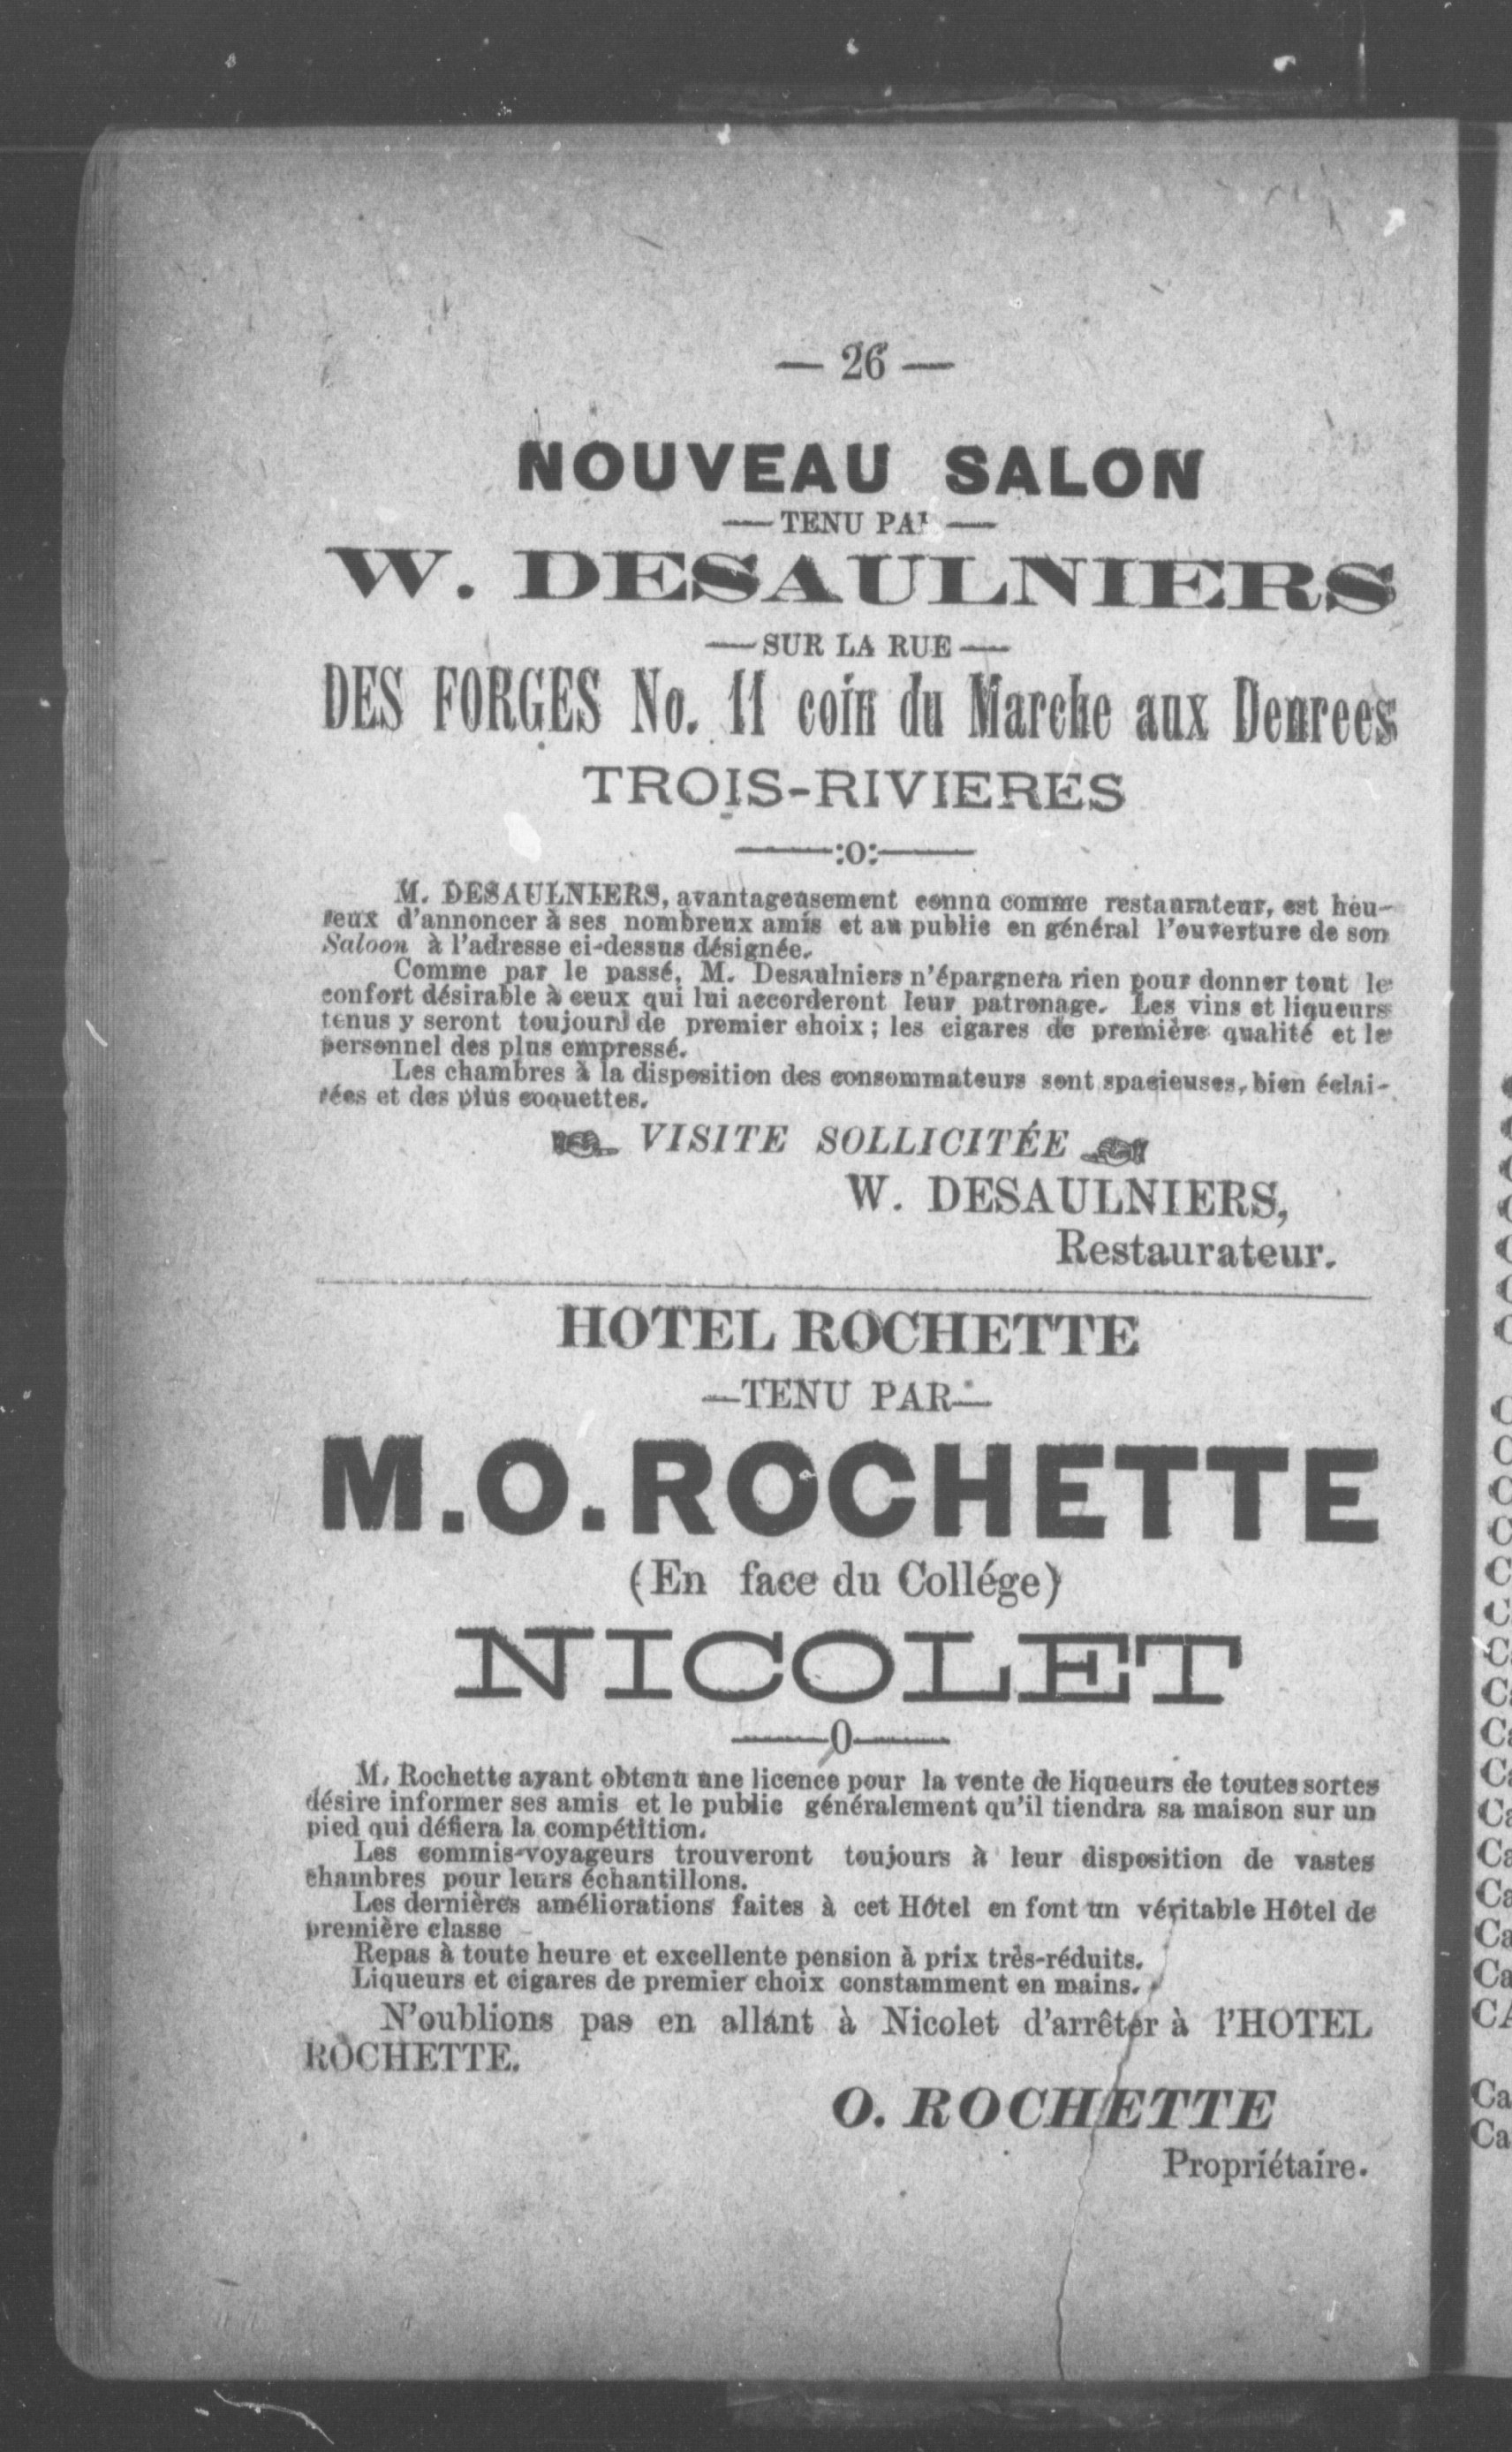 — 26 —
NOUVEAU SALON
— TENU PAR —
W. DESAULNIERS
— SUR LA RUE —
DES FORGES No. 11 coin du Marche aux Denrees
TROIS-RIVIERES
——:o:——
M. DESAULNIERS, avantageusement connu comme restaurateur, est heu-
reux d'annoncer à ses nombreux amis et au public en général l'ouverture de son
Saloon à l'adresse ci-dessus désignée.
Comme par le passé, M. Desaulniers n'épargnera rien pour donner tout le
confort désirable à ceux qui lui accorderont leur patronage. Les vins et liqueurs
tenus y seront toujours de premier choix ; les cigares de première qualité et le
personnel des plus empressé.
Les chambres à la disposition des consommateurs sont spacieuses, bien éclai-
rées et des plus coquettes.
VISITE SOLLICITÉE
W. DESAULNIERS,
Restaurateur.
HOTEL ROCHETTE
—TENU PAR—
M.O.ROCHETTE
(En face du Collége)
NICOLET
——0——
M. Rochette ayant obtenu une licence pour la vente de liqueurs de toutes sortes
désire informer ses amis et le public généralement qu'il tiendra sa maison sur un
pied qui défiera la compétition.
Les commis-voyageurs trouveront toujours à leur disposition de vastes
chambres pour leurs échantillons.
Les dernières améliorations faites à cet Hôtel en font un véritable Hôtel de
première classe
Repas à toute heure et excellente pension à prix très-réduits.
Liqueurs et cigares de premier choix constamment en mains.
N'oublions pas en allant à Nicolet d'arrêter à l'HOTEL
ROCHETTE.
O. ROCHETTE
Propriétaire.